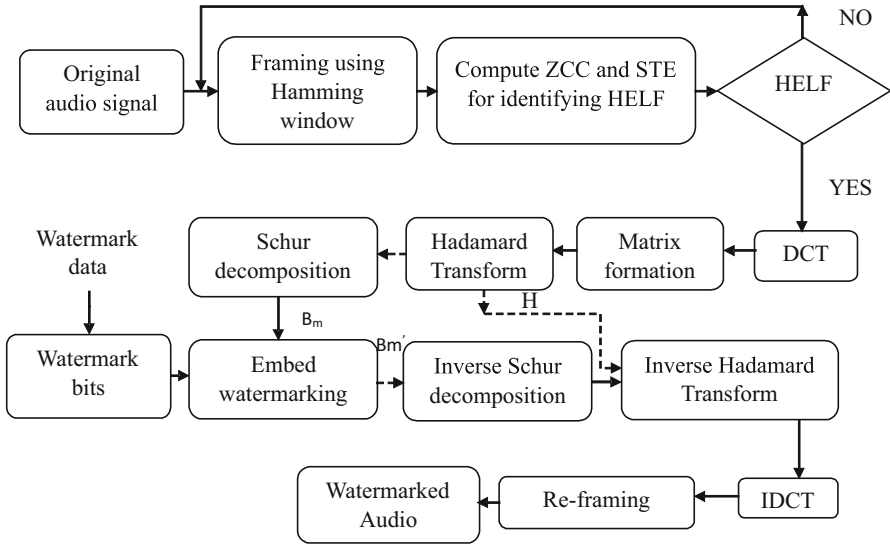 NO
Original
audio signal
Framing using
Hamming
window
Compute ZCC and STE
for identifying HELF
HELF
YES
Watermark
data
Schur
decomposition
Hadamard
Transform
Matrix
formation
DCT
H
Bm
Bm'
Watermark
bits
Embed
watermarking
Inverse Schur
decomposition
Inverse Hadamard
Transform
Watermarked
Audio
Re-framing
IDCT